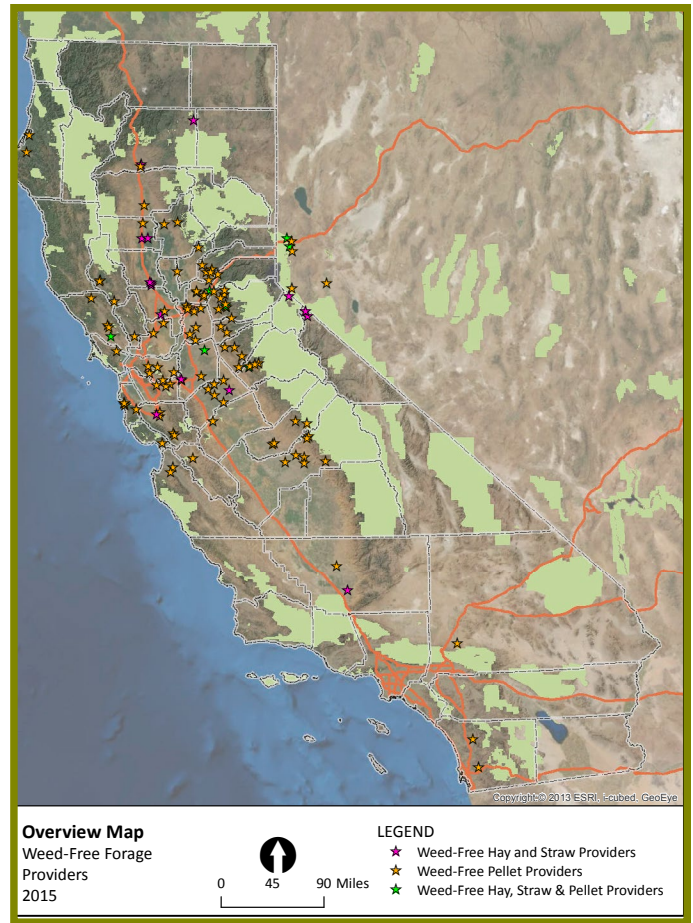 Copyright:© 2013 ESRI, i-cubed, GeoEye
Overview Map
Weed-Free Forage
Providers
2015
0 45 90 Miles
LEGEND
Weed-Free Hay and Straw Providers
Weed-Free Pellet Providers
Weed-Free Hay, Straw & Pellet Providers